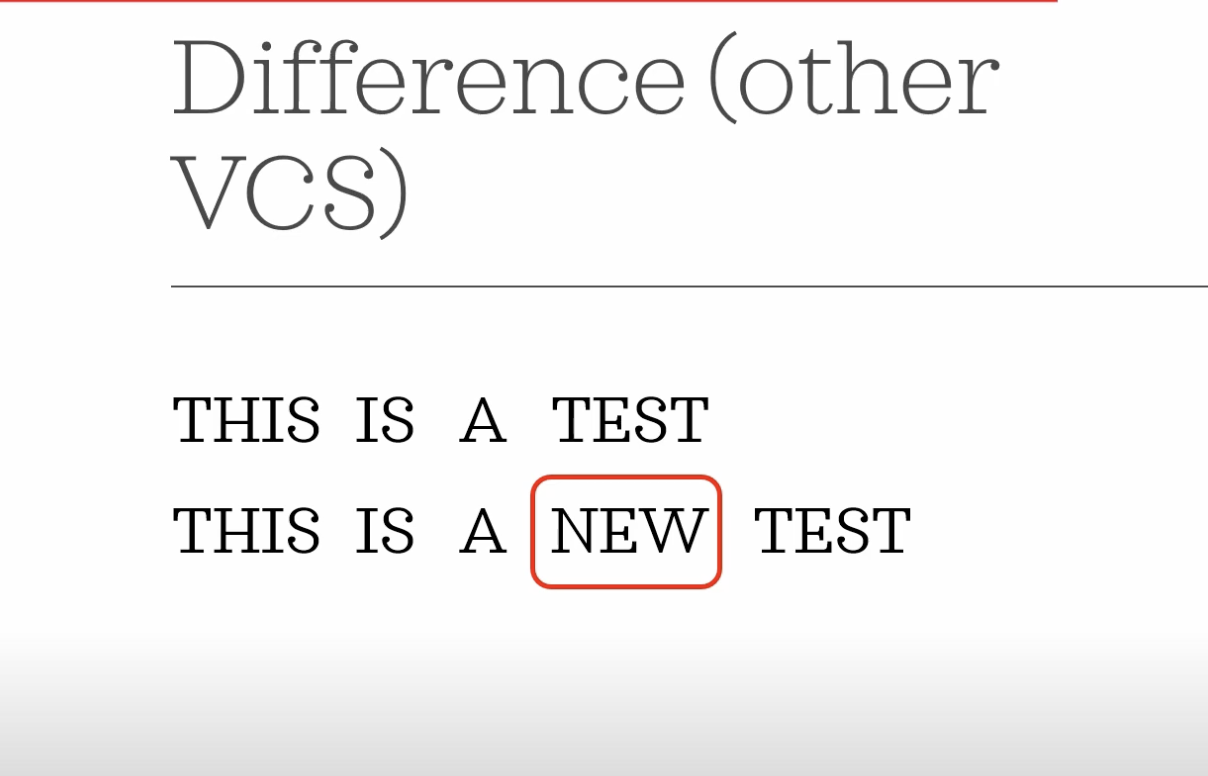 Difference (other
VCS)
THIS IS A TEST
THIS IS A NEW TEST